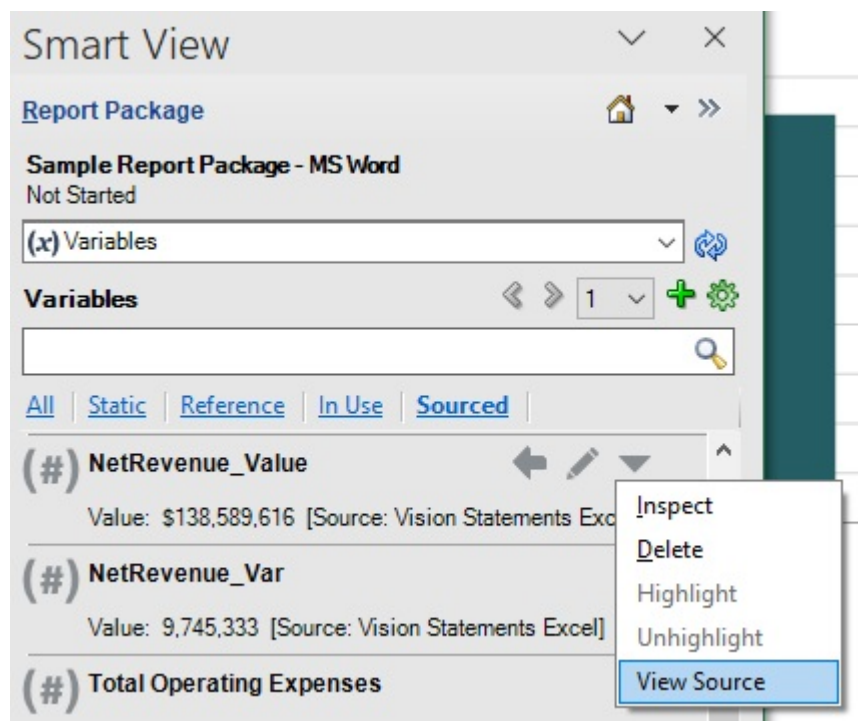 Smart View
Report Package
Sample Report Package - MS Word
Not Started
(x) Variables
Variables 1
All Static Reference In Use Sourced
(#) NetRevenue_Value
Value: $138,589,616 [Source: Vision Statements Exc
(#) NetRevenue_Var
Value: 9,745,333 [Source: Vision Statements Excel]
(#) Total Operating Expenses
Inspect
Delete
Highlight
Unhighlight
View Source